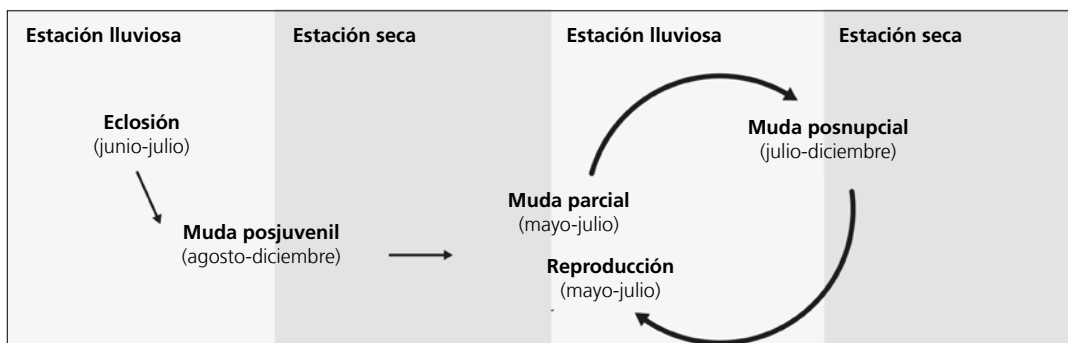 Estación lluviosa
Estación seca
Estación lluviosa
Estación seca
Eclosión
(junio-julio)
Muda posjuvenil
(agosto-diciembre)
Muda parcial
(mayo-julio)
Reproducción
(mayo-julio)
Muda posnupcial
(julio-diciembre)